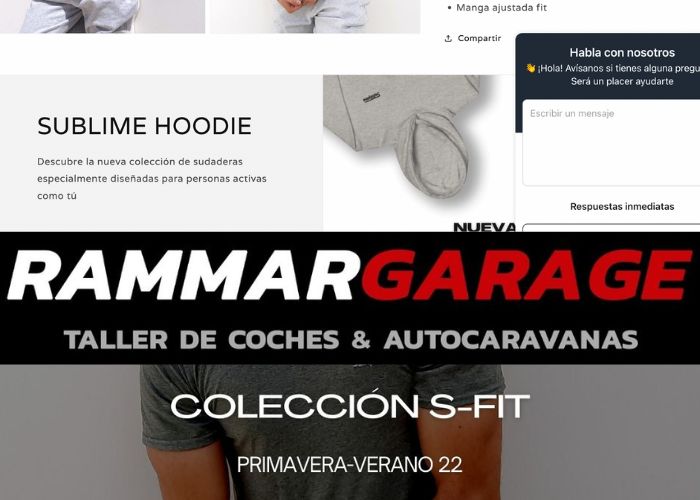 • Manga ajustada fit
Compartir
Habla con nosotros
👋 ¡Hola! Avísanos si tienes alguna
Será un placer ayudarte
Escribir un mensaje
Respuestas inmediatas
SUBLIME HOODIE
Descubre la nueva colección de sudaderas
especialmente diseñadas para personas activas
como tú
NUEVA
RAMMARGARAGE
TALLER DE COCHES & AUTOCARAVANAS
COLECCIÓN S-FIT
PRIMAVERA-VERANO 22